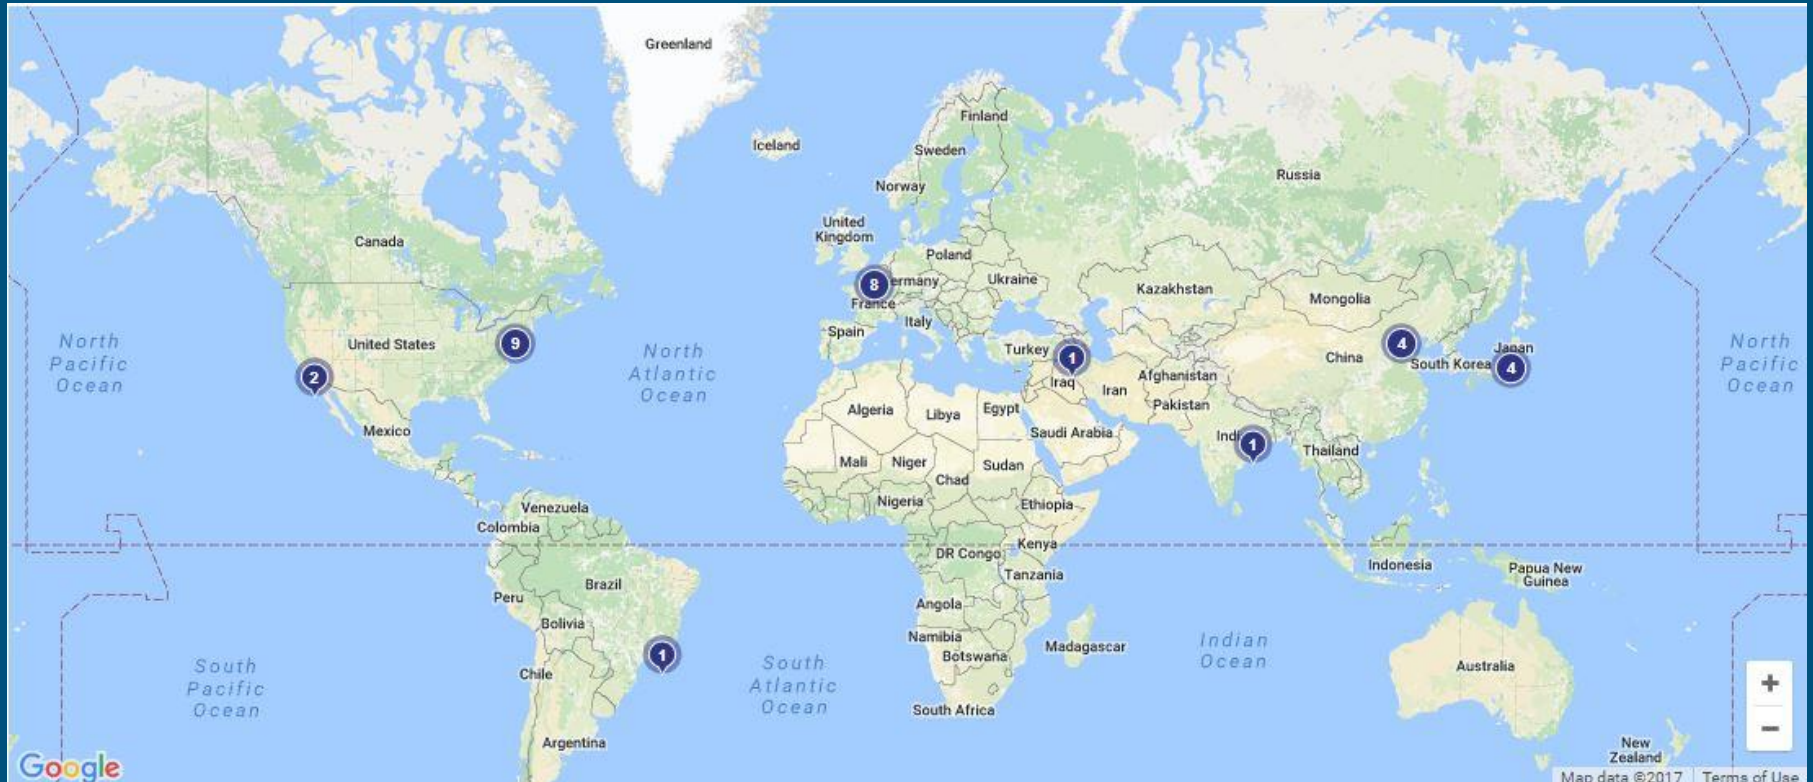 Greenland
Iceland
Finland
Sweden
Norway
Russia
United
Kingdom
Canada
Poland
Ukraine
ermany
8
France
Kazakhstan
Mongolia
Italy
Spain
North
Pacific
Ocean
United States
9
North
Atlantic
Ocean
Turkey
1
Iraq
Iran
Afghanistan
Pakistan
China
4
South Korea
Japan
4
North
Pacific
Ocean
2
Mexico
Algeria
Libya
Egypt
Saudi Arabia
Indi
1
Thailand
Mali
Niger
Chad
Sudan
Nigeria
Ethiopia
Venezuela
Colombia
DR Congo
Kenya
Tanzania
Indonesia
Papua New
Guinea
Brazil
Peru
Bolivia
Angola
Namibia
Botswana
Madagascar
Indian
Ocean
1
South
Pacific
Ocean
South
Atlantic
Ocean
Chile
Australia
South Africa
Argentina
New
Zealand
+
−
Google
Map data ©2017
Terms of Use